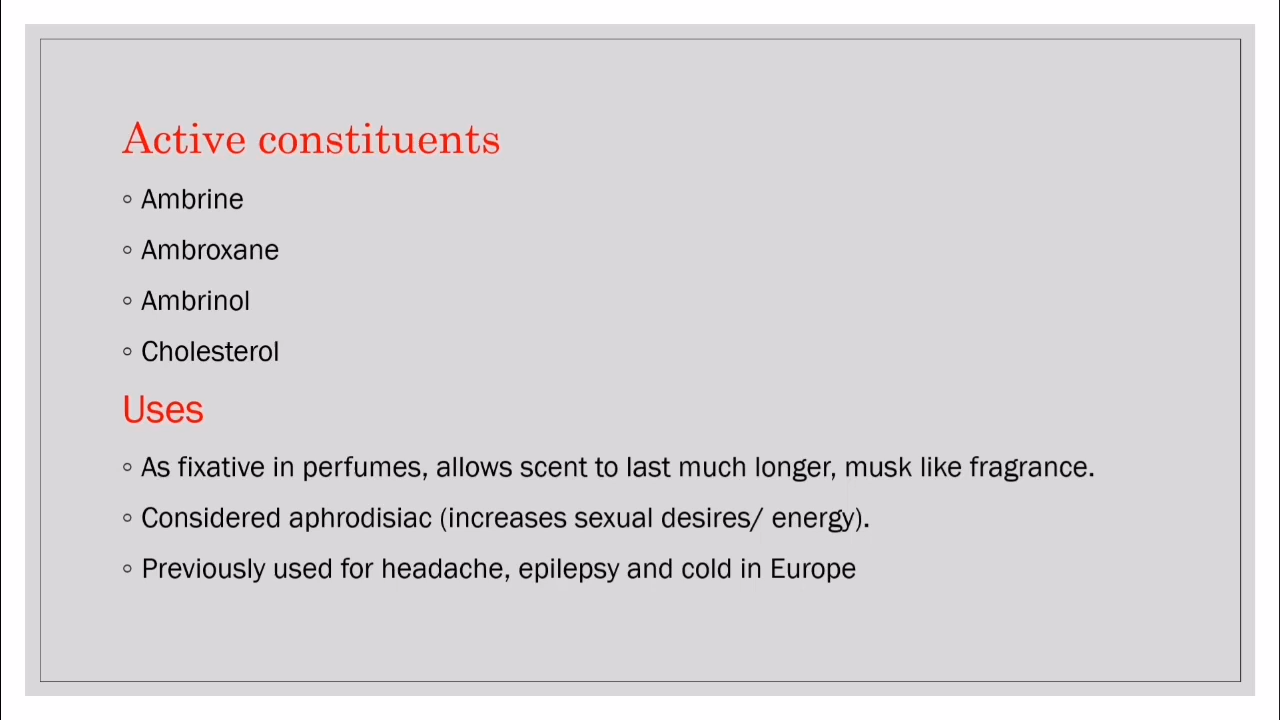 Active constituents
◦ Ambrine
◦ Ambroxane
◦ Ambrinol
◦ Cholesterol
Uses
◦ As fixative in perfumes, allows scent to last much longer, musk like fragrance.
◦ Considered aphrodisiac (increases sexual desires/ energy).
◦ Previously used for headache, epilepsy and cold in Europe